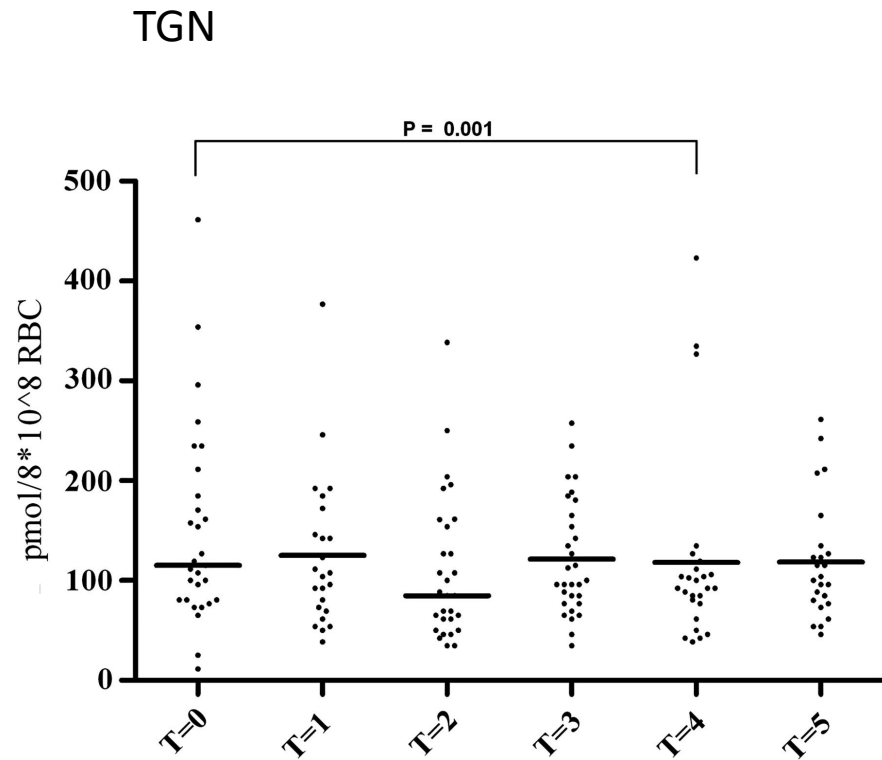 TGN
P = 0.001
500
400
300
200
100
0
pmol/8*10^8 RBC
T=0
T=1
T=2
T=3
T=4
T=5